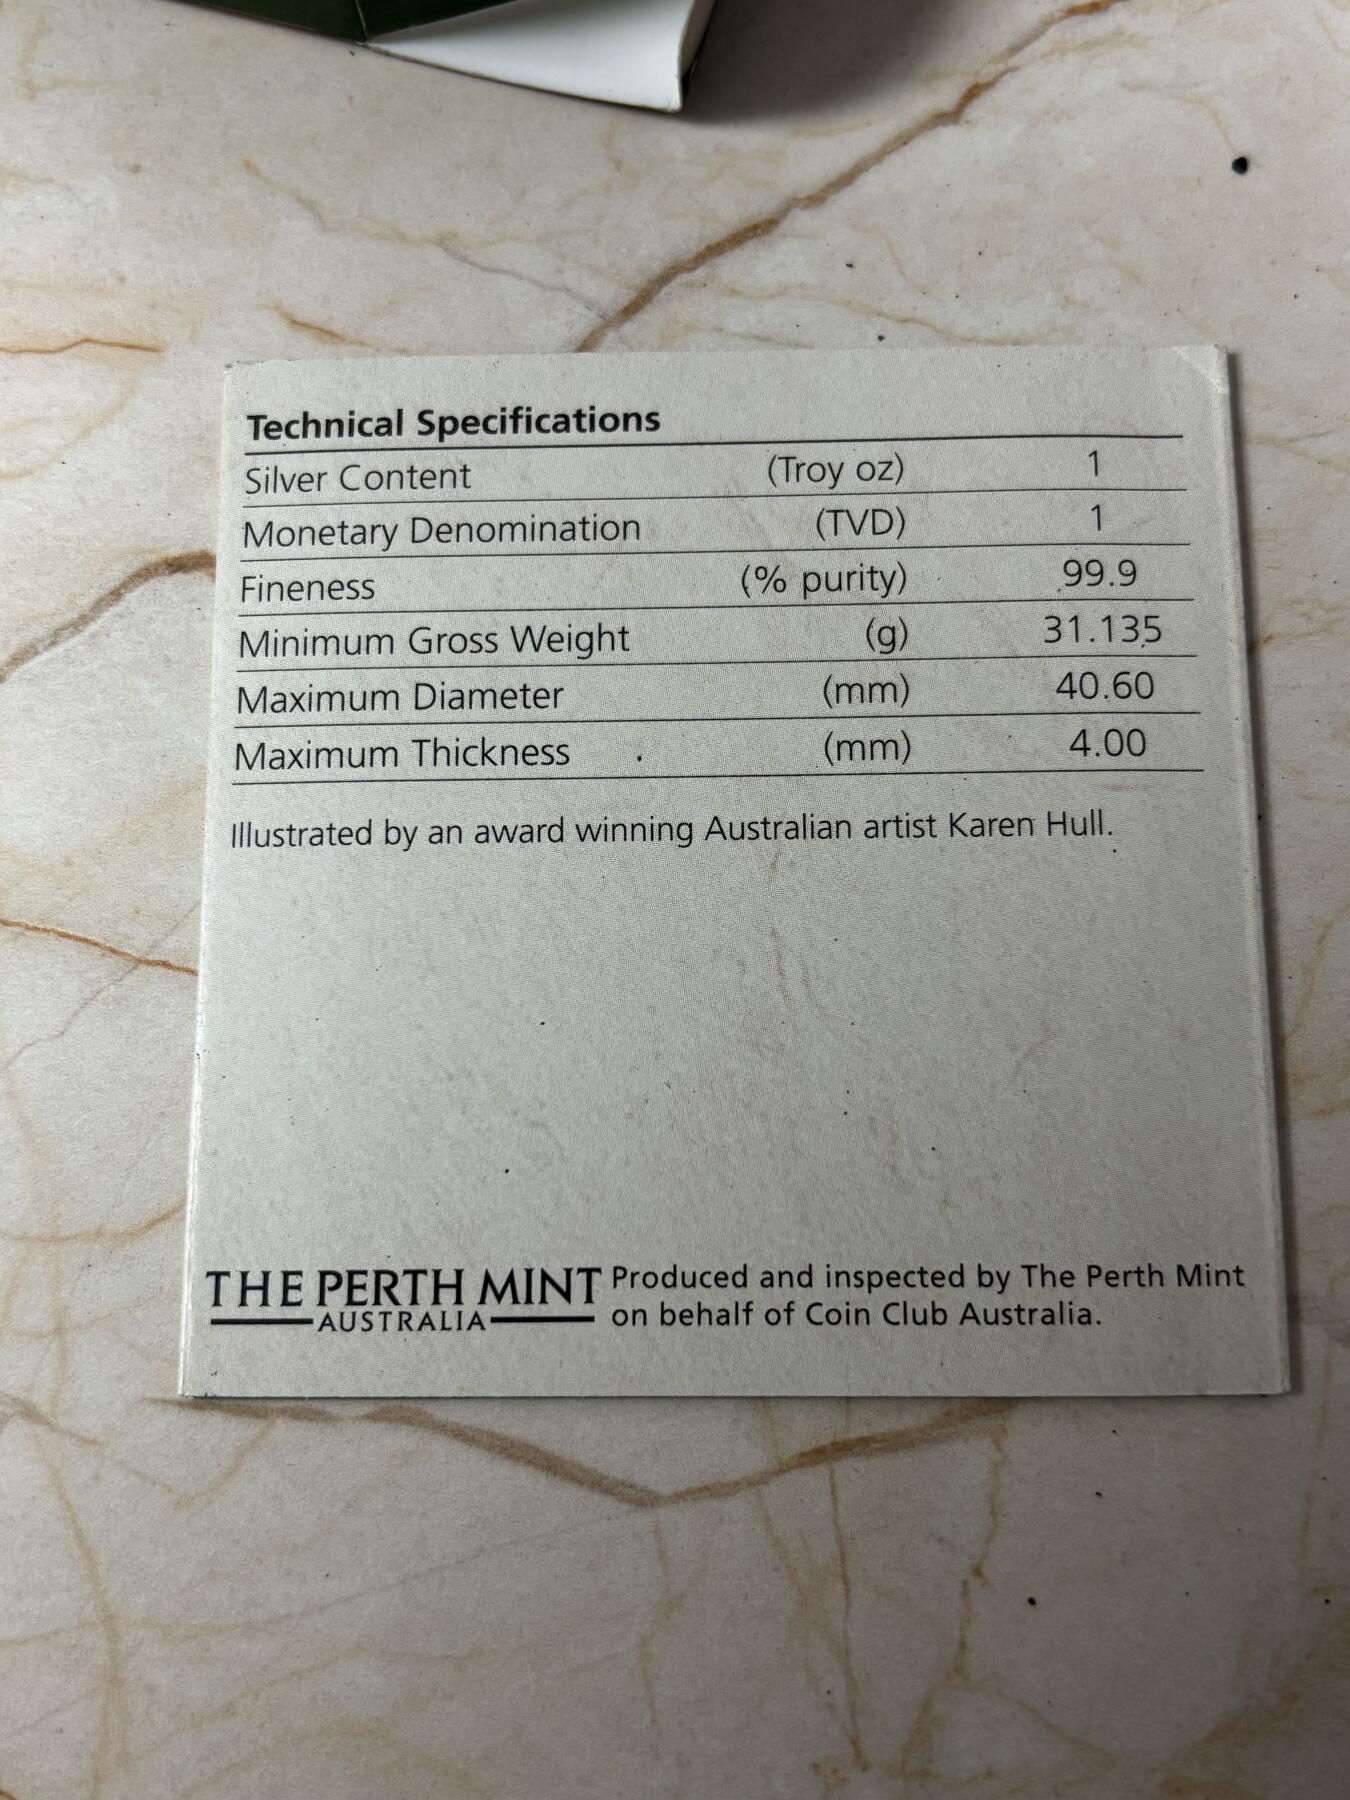 Technical Specifications
Silver Content (Troy oz) 1
Monetary Denomination (TVD) 1
Fineness (% purity) 99.9
Minimum Gross Weight (g) 31.135
Maximum Diameter (mm) 40.60
Maximum Thickness (mm) 4.00
Illustrated by an award winning Australian artist Karen Hull.
THE PERTH MINT
AUSTRALIA
Produced and inspected by The Perth Mint
on behalf of Coin Club Australia.